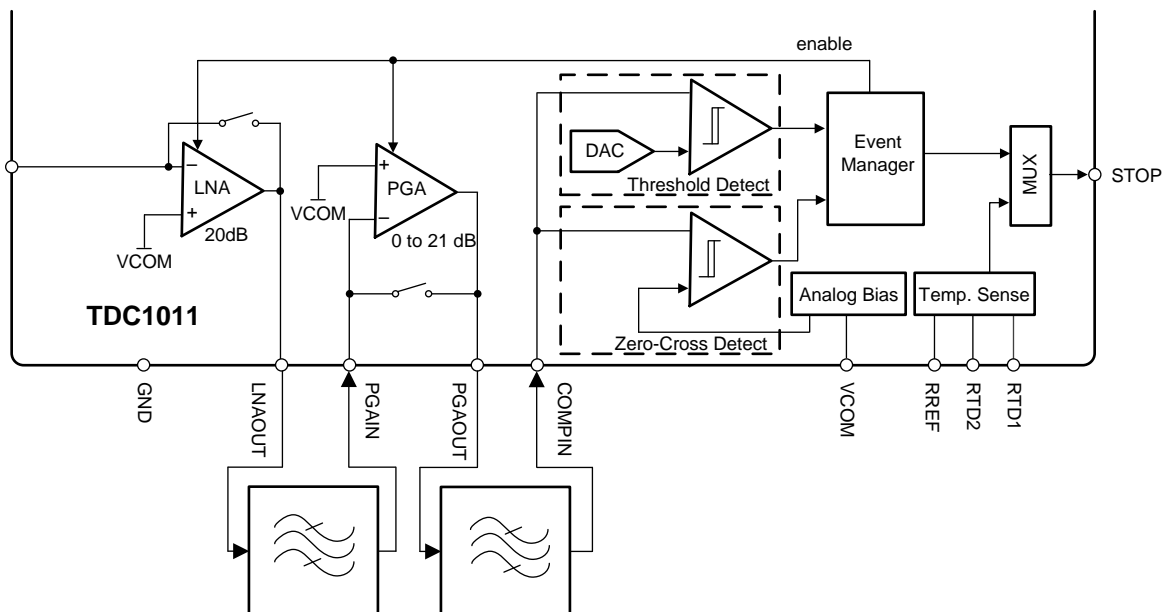 enable
DAC
Threshold Detect
Event
Manager
MUX
STOP
−
LNA
+
20dB
VCOM
+
PGA
−
VCOM
0 to 21 dB
Zero-Cross Detect
Analog Bias
Temp. Sense
TDC1011
GND
LNAOUT
PGAIN
PGAOUT
COMPIN
VCOM
RREF
RTD2
RTD1